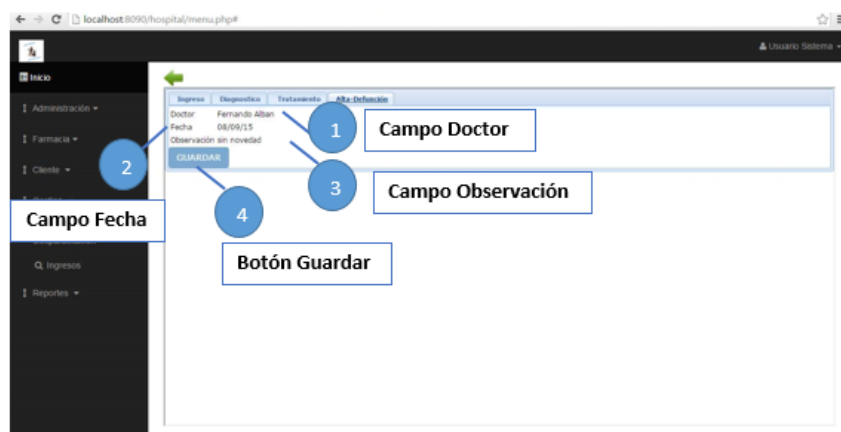 localhost:8090/hospital/menu.php#
Usuario Sistema
Inicio
Administración
Farmacia
Cliente
Ingresos
Reportes
Ingreso Diagnostico Tratamiento Alta-Defunción
Doctor Fernando Alban
Fecha 08/09/15
Observación sin novedad
GUARDAR
1
Campo Doctor
2
Campo Fecha
3
Campo Observación
4
Botón Guardar